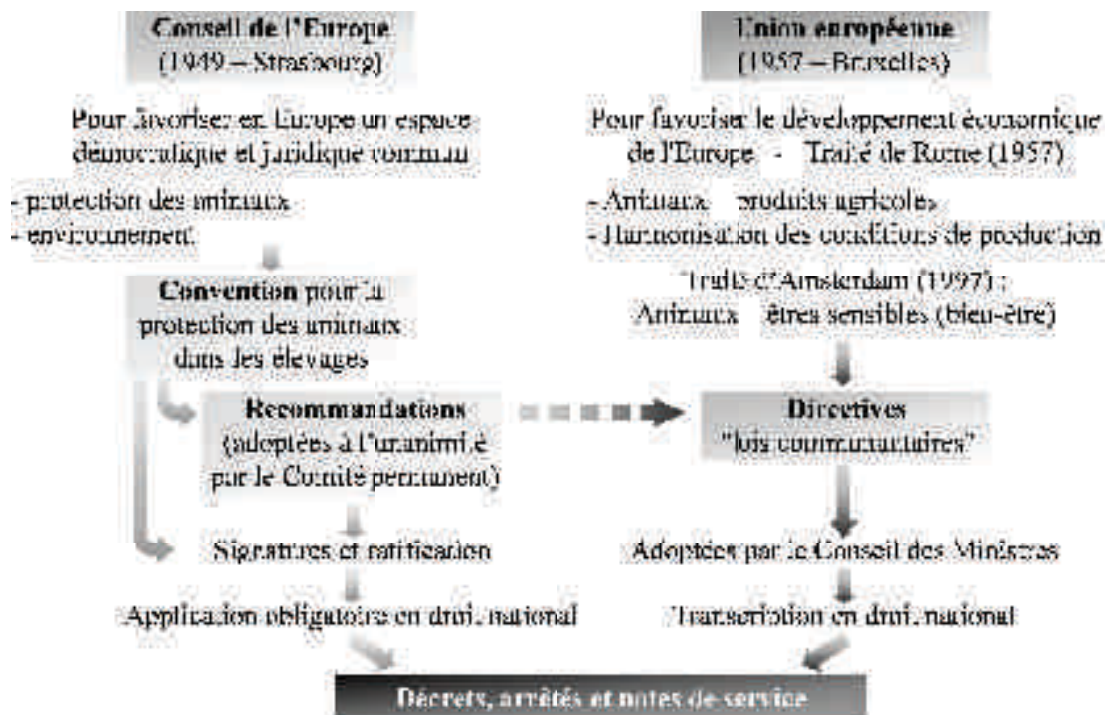 Conseil de l'Europe
(1949 – Strasbourg)
Pour favoriser en Europe un espace
démocratique et juridique commun
- protection des animaux
- environnement
Convention pour la
protection des animaux
dans les élevages
Recommandations
(adoptées à l'unanimité
par le Comité permanent)
Signatures et ratification
Application obligatoire en droit national
Union européenne
(1957 – Bruxelles)
Pour favoriser le développement économique
de l'Europe - Traité de Rome (1957)
- Animaux produits agricoles
- Harmonisation des conditions de production
Traité d'Amsterdam (1997) :
Animaux êtres sensibles (bien-être)
Directives
"lois communautaires"
Adoptées par le Conseil des Ministres
Transcription en droit national
Décrets, arrêtés et notes de service